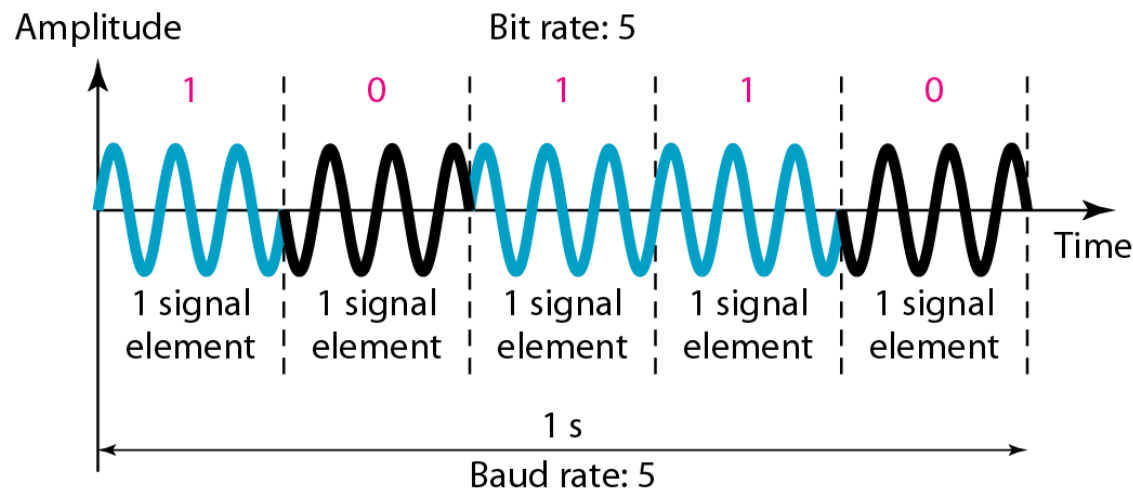 Amplitude
Bit rate: 5
1
0
1
1
0
Time
1 signal
element
1 signal
element
1 signal
element
1 signal
element
1 signal
element
1 s
Baud rate: 5